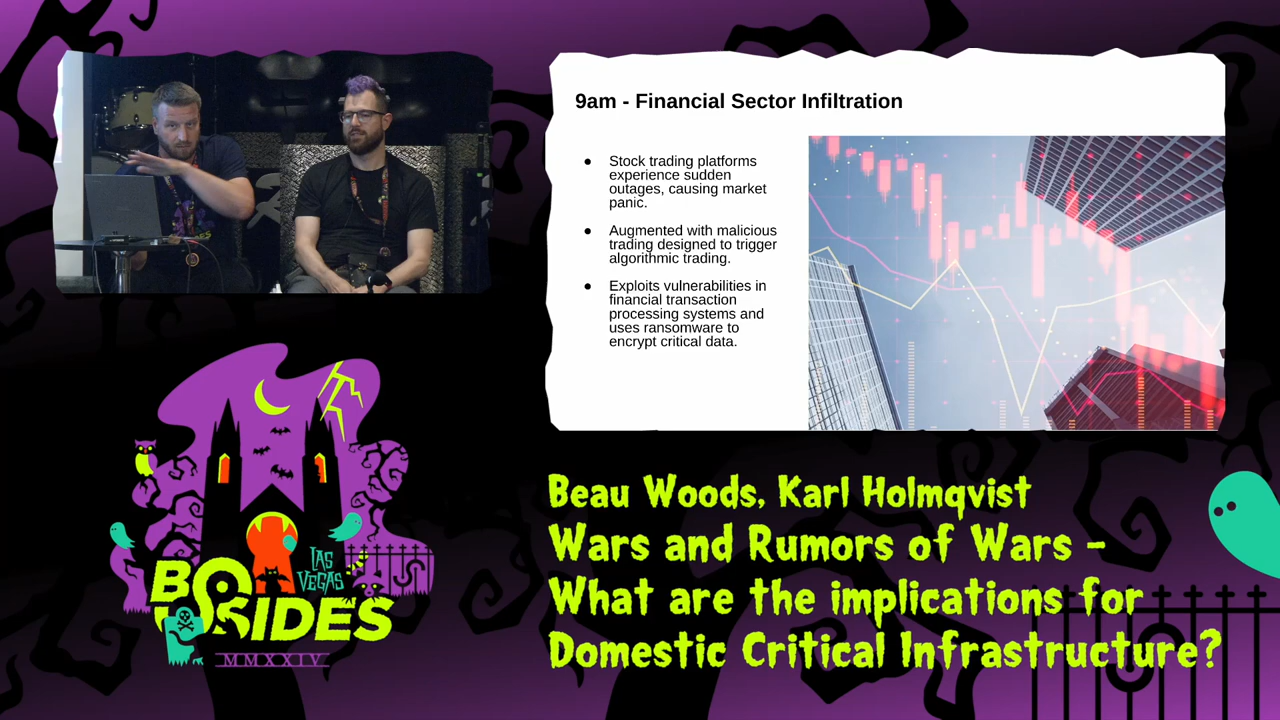 9am - Financial Sector Infiltration
● Stock trading platforms
experience sudden
outages, causing market
panic.
● Augmented with malicious
trading designed to trigger
algorithmic trading.
● Exploits vulnerabilities in
financial transaction
processing systems and
uses ransomware to
encrypt critical data.
LAS
VEGAS
BSIDES
MMXXIV
Beau Woods, Karl Holmqvist
Wars and Rumors of Wars -
What are the implications for
Domestic Critical Infrastructure?